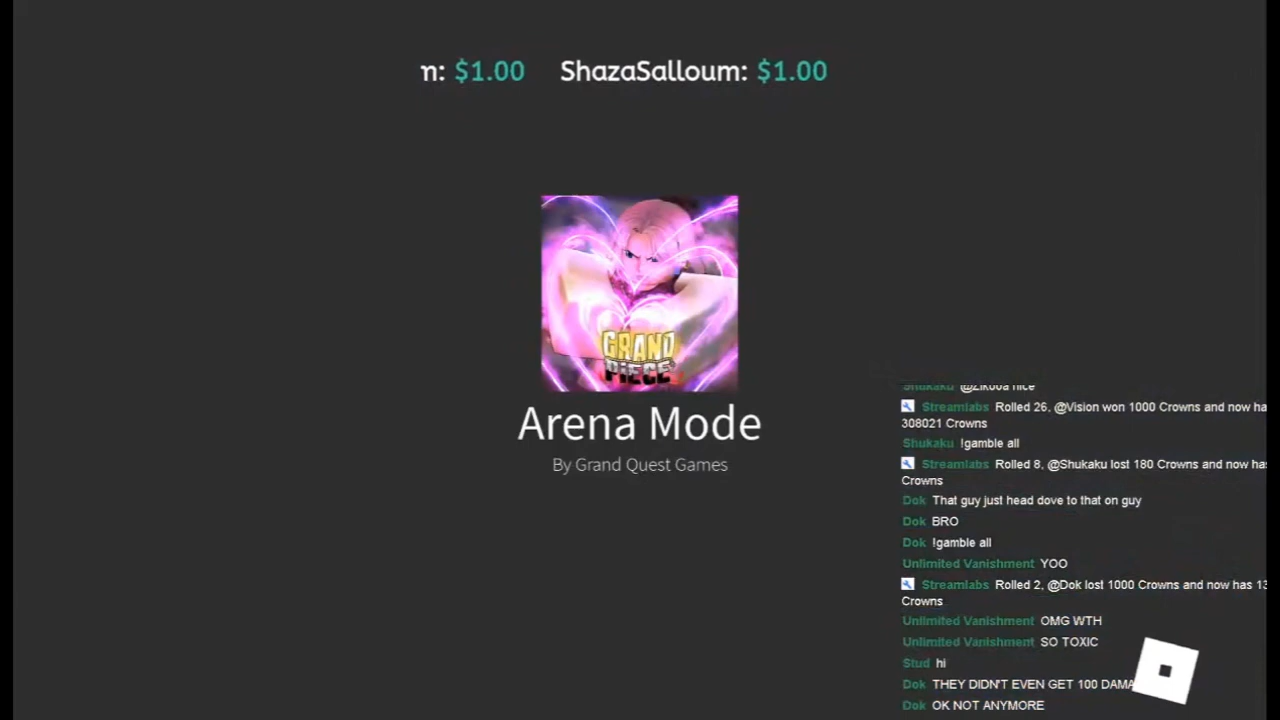 n: $1.00 ShazaSalloum: $1.00
GRAND
PIECE
Arena Mode
By Grand Quest Games
Shukaku @Zikooa nice
Streamlabs Rolled 26, @Vision won 1000 Crowns and now ha
308021 Crowns
Shukaku !gamble all
Streamlabs Rolled 8, @Shukaku lost 180 Crowns and now has
Crowns
Dok That guy just head dove to that on guy
Dok BRO
Dok !gamble all
Unlimited Vanishment YOO
Streamlabs Rolled 2, @Dok lost 1000 Crowns and now has 13
Crowns
Unlimited Vanishment OMG WTH
Unlimited Vanishment SO TOXIC
Stud hi
Dok THEY DIDN'T EVEN GET 100 DAMA
Dok OK NOT ANYMORE